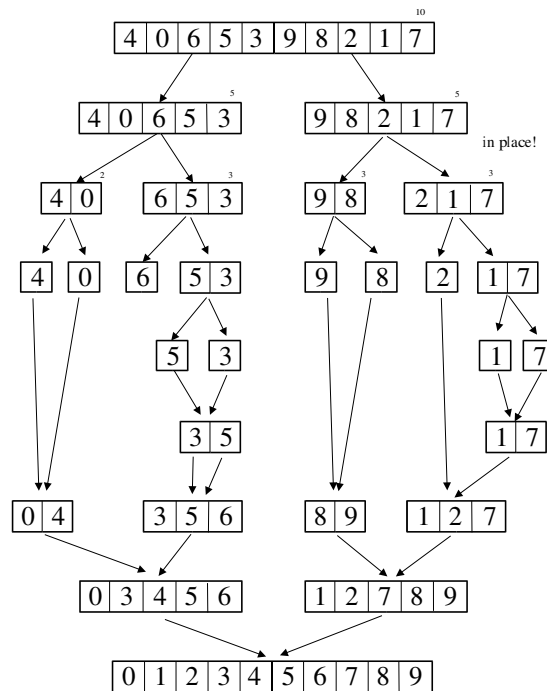 10
4 0 6 5 3 9 8 2 1 7
5 5
4 0 6 5 3 9 8 2 1 7
in place!
2 3 3 3
4 0 6 5 3 9 8 2 1 7
4 0 6 5 3 9 8 2 1 7
5 3 1 7
3 5 1 7
0 4 3 5 6 8 9 1 2 7
0 3 4 5 6 1 2 7 8 9
0 1 2 3 4 5 6 7 8 9